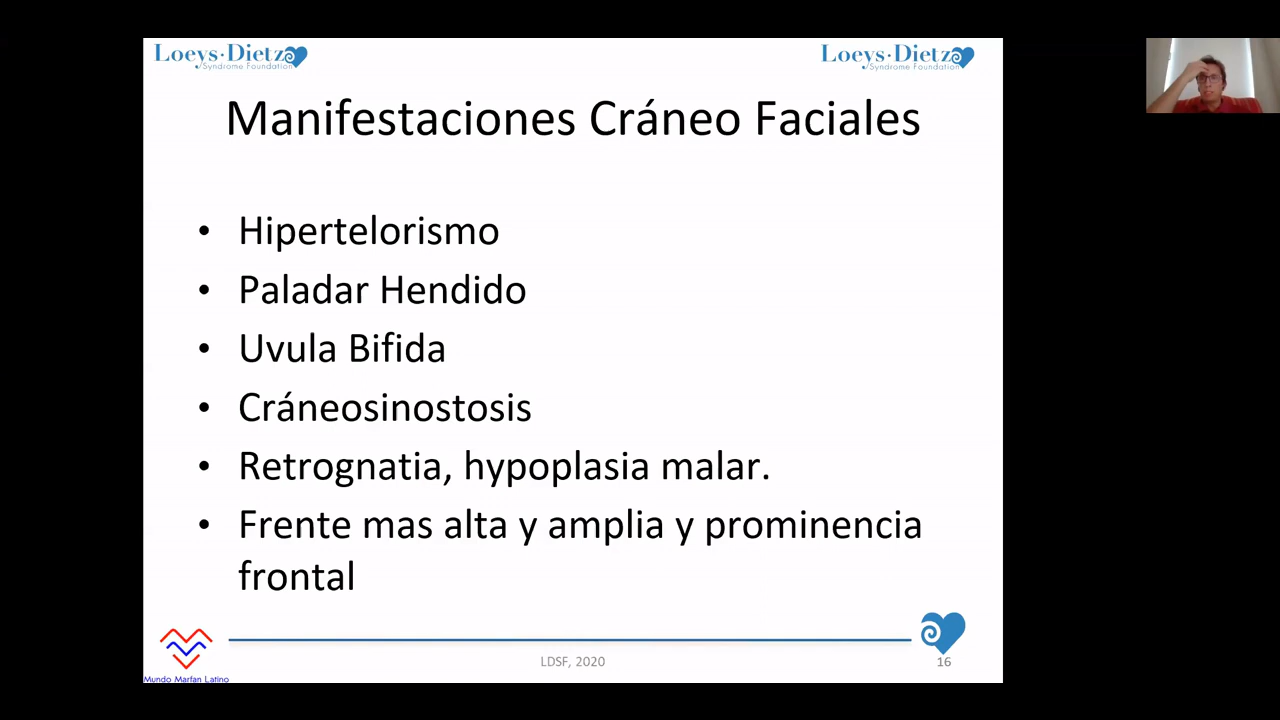 Loeys·Dietz
Syndrome Foundation
Loeys·Dietz
Syndrome Foundation
Manifestaciones Cráneo Faciales
• Hipertelorismo
• Paladar Hendido
• Uvula Bifida
• Cráneosinostosis
• Retrognatia, hypoplasia malar.
• Frente mas alta y amplia y prominencia
frontal
LDSF, 2020
16
Mundo Marfan Latino